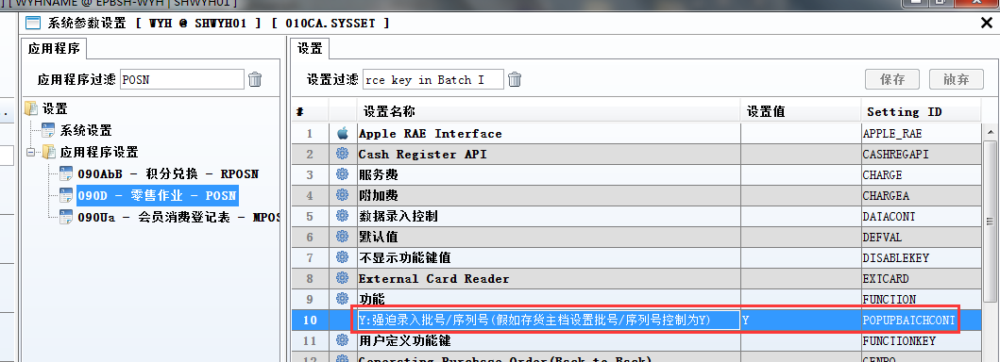 ] [ WYHNAME @ EPBSH-WYH | SHWYH01 ]
系统参数设置 [ WYH @ SHWYH01 ] [ 010CA.SYSSET ]
应用程序
应用程序过滤 POSN
设置
系统设置
应用程序设置
090AbB - 积分兑换 - RPOSN
090D - 零售作业 - POSN
090Ua - 会员消费登记表 - MPOS
设置
设置过滤 rce key in Batch I 保存 放弃
# 设置名称 设置值 Setting ID
1 Apple RAE Interface APPLE_RAE
2 Cash Register API CASHREGAPI
3 服务费 CHARGE
4 附加费 CHARGEA
5 数据录入控制 DATACONT
6 默认值 DEFVAL
7 不显示功能键值 DISABLEKEY
8 External Card Reader EXTCARD
9 功能 FUNCTION
10 Y:强迫录入批号/序列号(假如存货主档设置批号/序列号控制为Y) Y POPUPBATCHCONT
11 用户定义功能键 FUNCTIONKEY
12 Generating Purchase Order(Back to Back) GENPO